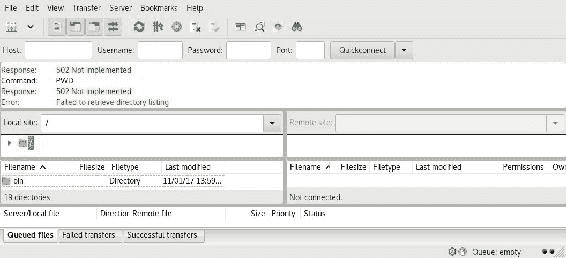 File Edit View Transfer Server Bookmarks Help
Host: Username: Password: Port: Quickconnect
Response: 502 Not implemented
Command: PWD
Response: 502 Not implemented
Error: Failed to retrieve directory listing
Local site: / Remote site:
/
Filename Filesize Filetype Last modified Filename Filesize Filetype Last modified Permissions Own
bin Directory 11/01/17 13:59...
19 directories Not connected.
Server/Local file Direction Remote file Size Priority Status
Queued files Failed transfers Successful transfers
Queue: empty